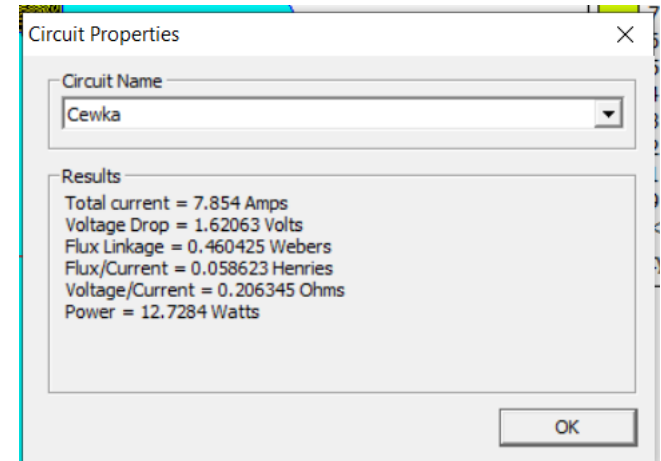 Circuit Properties
Circuit Name
Cewka
Results
Total current = 7.854 Amps
Voltage Drop = 1.62063 Volts
Flux Linkage = 0.460425 Webers
Flux/Current = 0.058623 Henries
Voltage/Current = 0.206345 Ohms
Power = 12.7284 Watts
OK